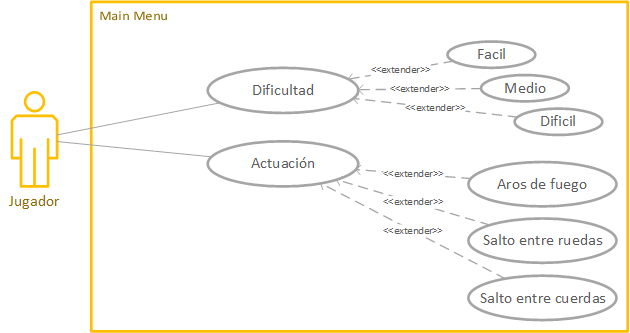 Main Menu
Facil
<<extender>>
Dificultad
<<extender>>
Medio
<<extender>>
Dificil
Jugador
Actuación
<<extender>>
Aros de fuego
<<extender>>
<<extender>>
Salto entre ruedas
Salto entre cuerdas